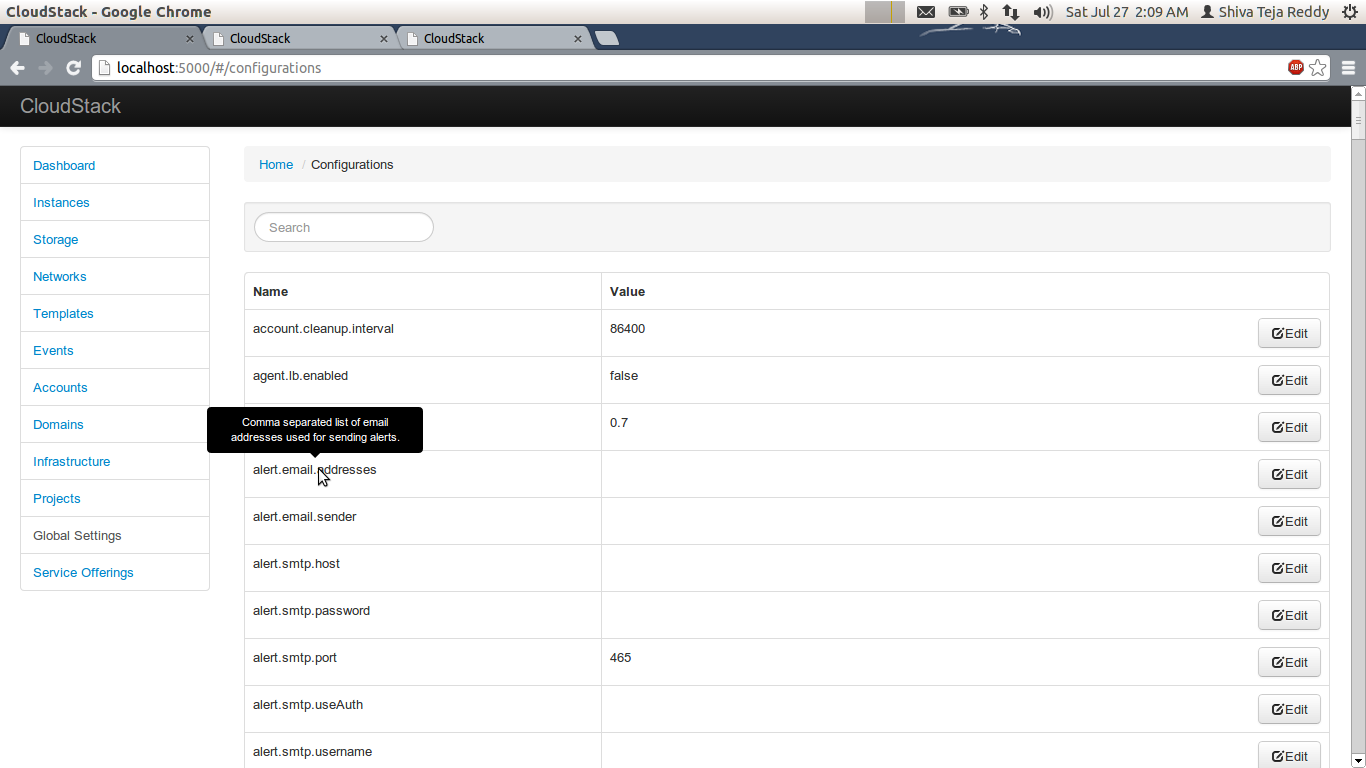 CloudStack - Google Chrome
Sat Jul 27 2:09 AM
Shiva Teja Reddy
CloudStack
CloudStack
CloudStack
localhost:5000/#/configurations
ABP
CloudStack
Dashboard
Instances
Storage
Networks
Templates
Events
Accounts
Domains
Infrastructure
Projects
Global Settings
Service Offerings
Home / Configurations
Search
Name Value
account.cleanup.interval 86400 Edit
agent.lb.enabled false Edit
0.7 Edit
Comma separated list of email
addresses used for sending alerts.
alert.email.addresses Edit
alert.email.sender Edit
alert.smtp.host Edit
alert.smtp.password Edit
alert.smtp.port 465 Edit
alert.smtp.useAuth Edit
alert.smtp.username Edit